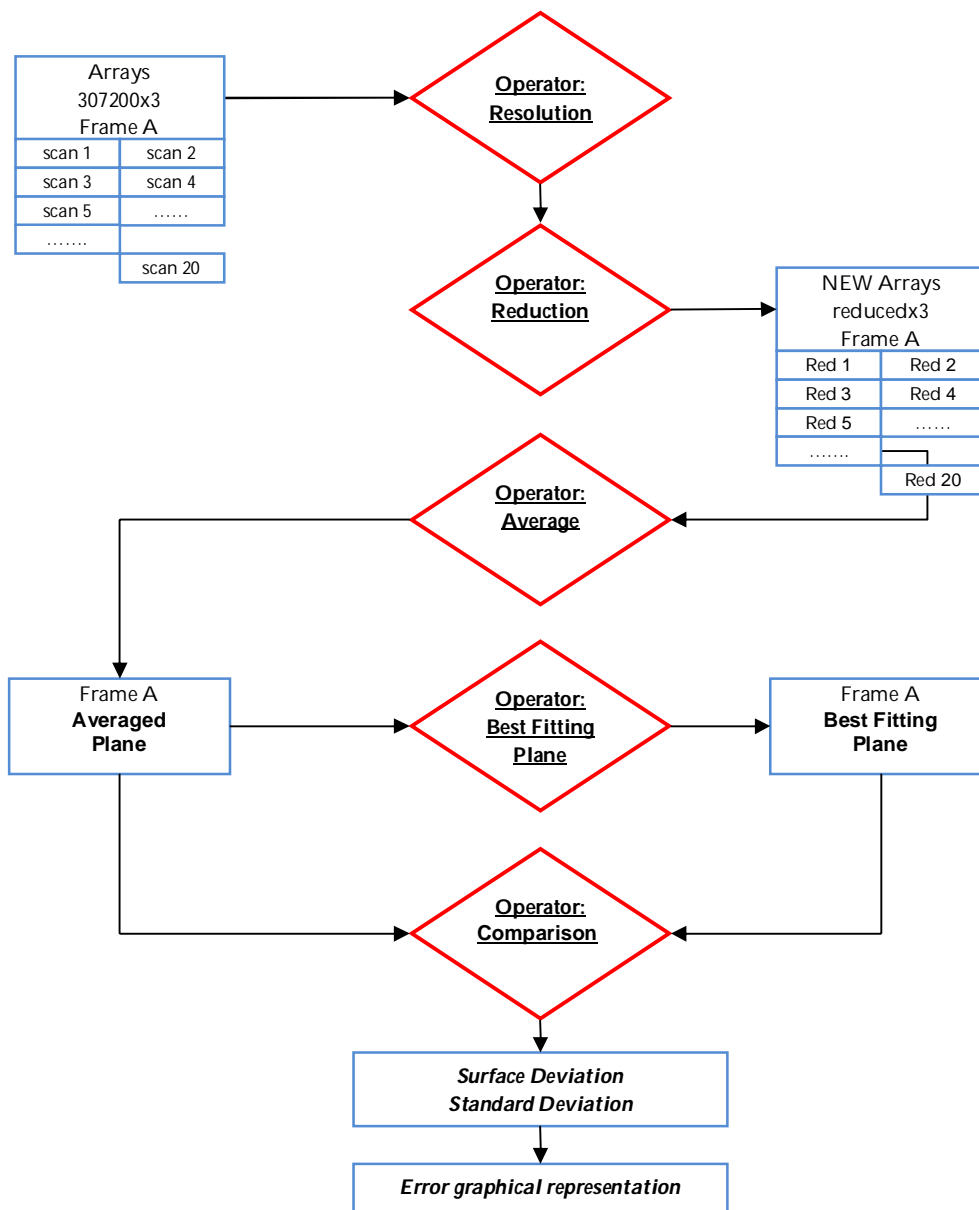 Arrays
307200x3
Frame A
scan 1 scan 2
scan 3 scan 4
scan 5 ......
.......
scan 20
Operator:
Resolution
Operator:
Reduction
NEW Arrays
reducedx3
Frame A
Red 1 Red 2
Red 3 Red 4
Red 5 ......
.......
Red 20
Operator:
Average
Frame A
Averaged
Plane
Operator:
Best Fitting
Plane
Frame A
Best Fitting
Plane
Operator:
Comparison
Surface Deviation
Standard Deviation
Error graphical representation